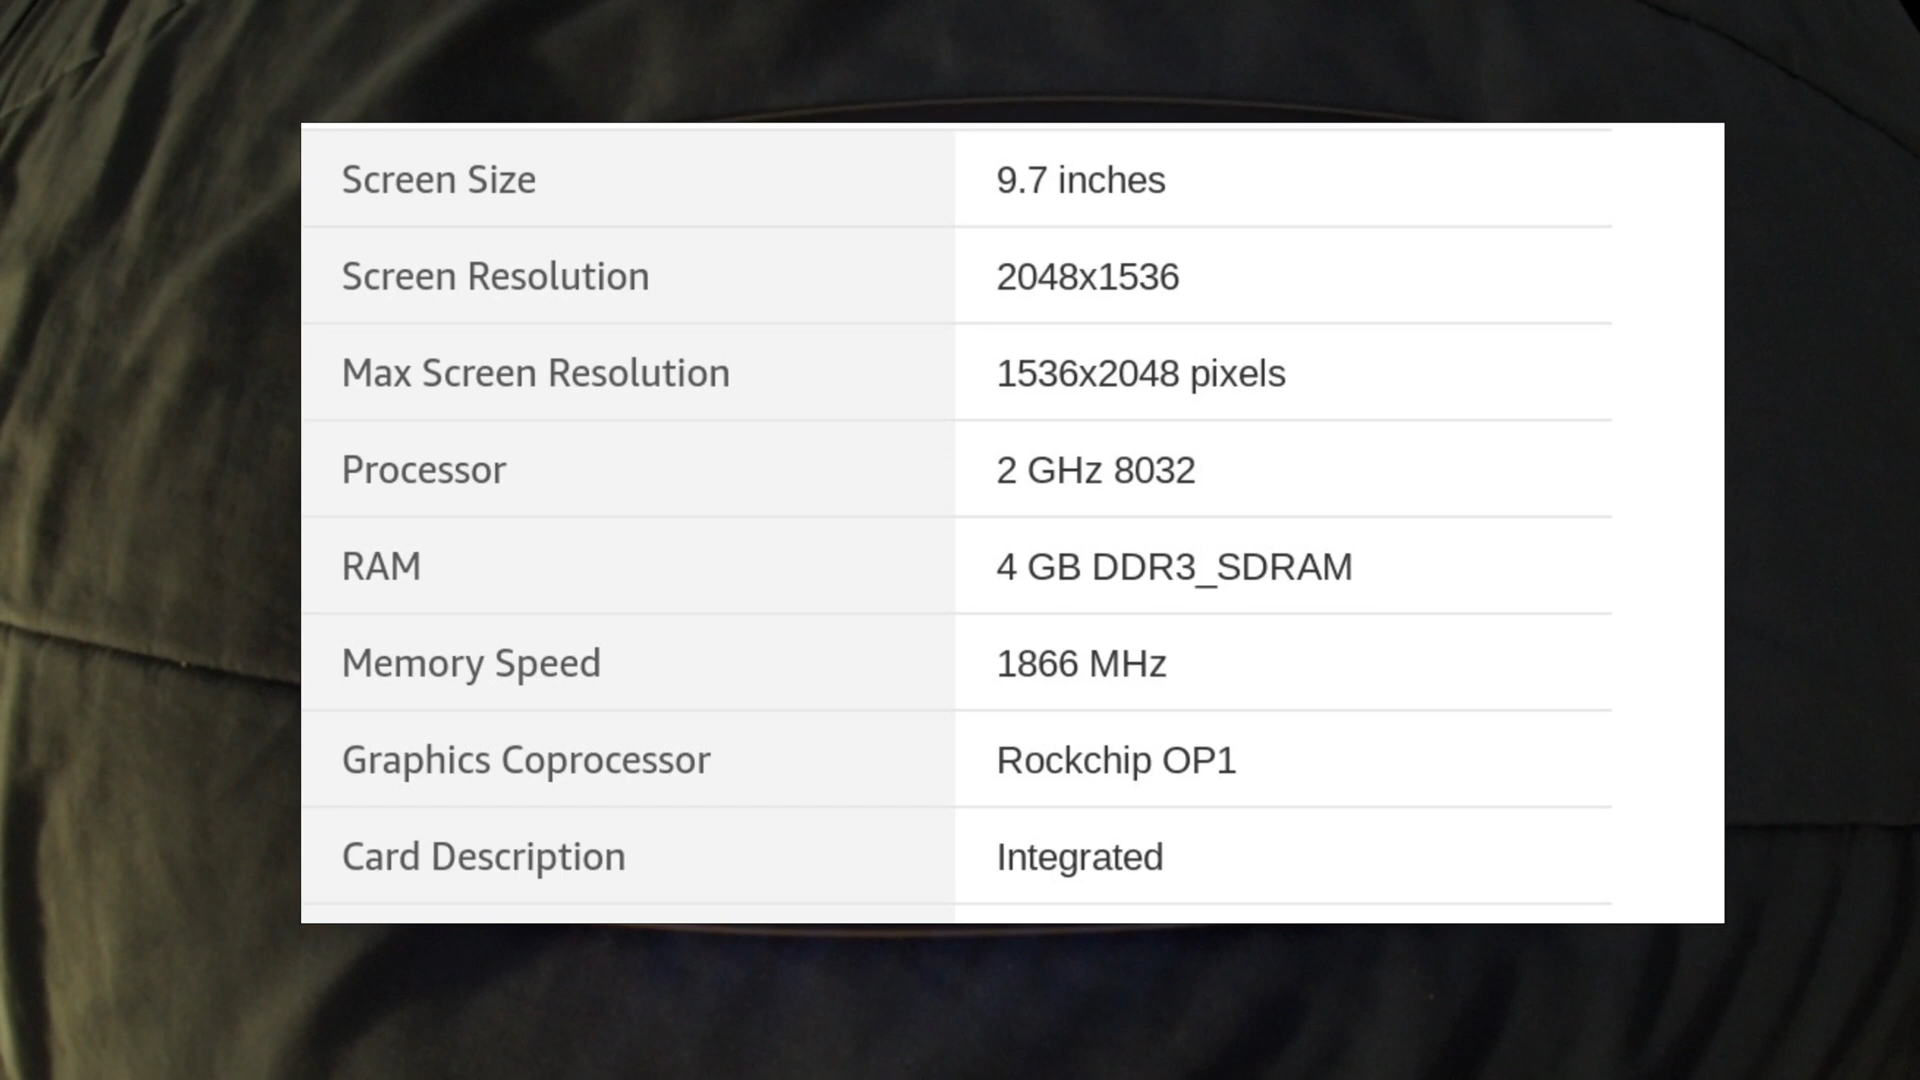 Screen Size 9.7 inches
Screen Resolution 2048x1536
Max Screen Resolution 1536x2048 pixels
Processor 2 GHz 8032
RAM 4 GB DDR3_SDRAM
Memory Speed 1866 MHz
Graphics Coprocessor Rockchip OP1
Card Description Integrated